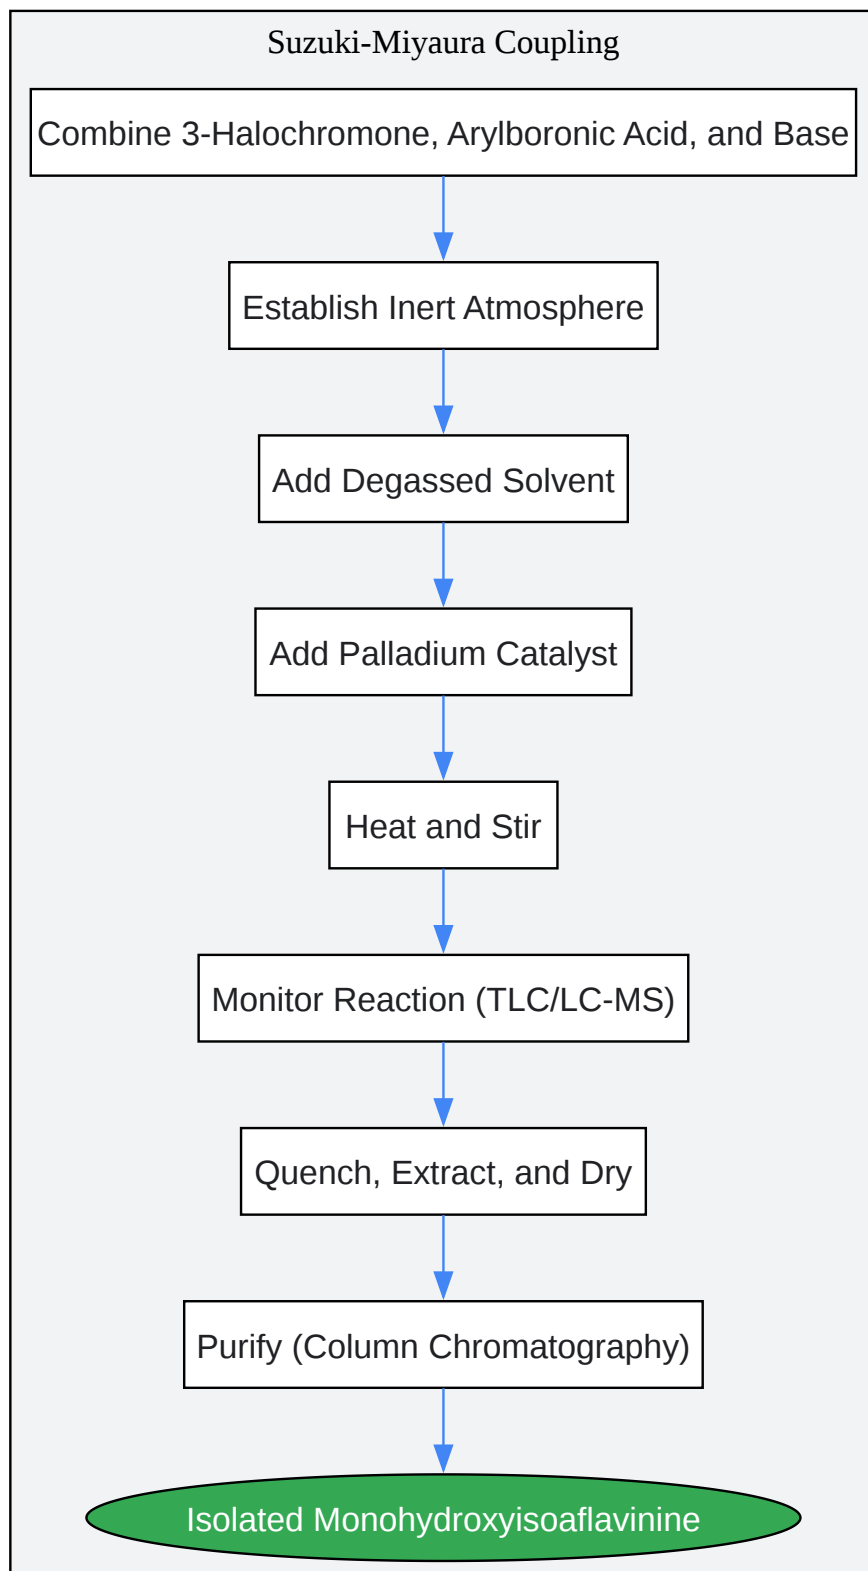 Suzuki-Miyaura Coupling
Combine 3-Halochromone, Arylboronic Acid, and Base
Establish Inert Atmosphere
Add Degassed Solvent
Add Palladium Catalyst
Heat and Stir
Monitor Reaction (TLC/LC-MS)
Quench, Extract, and Dry
Purify (Column Chromatography)
Isolated Monohydroxyisoaflavinine